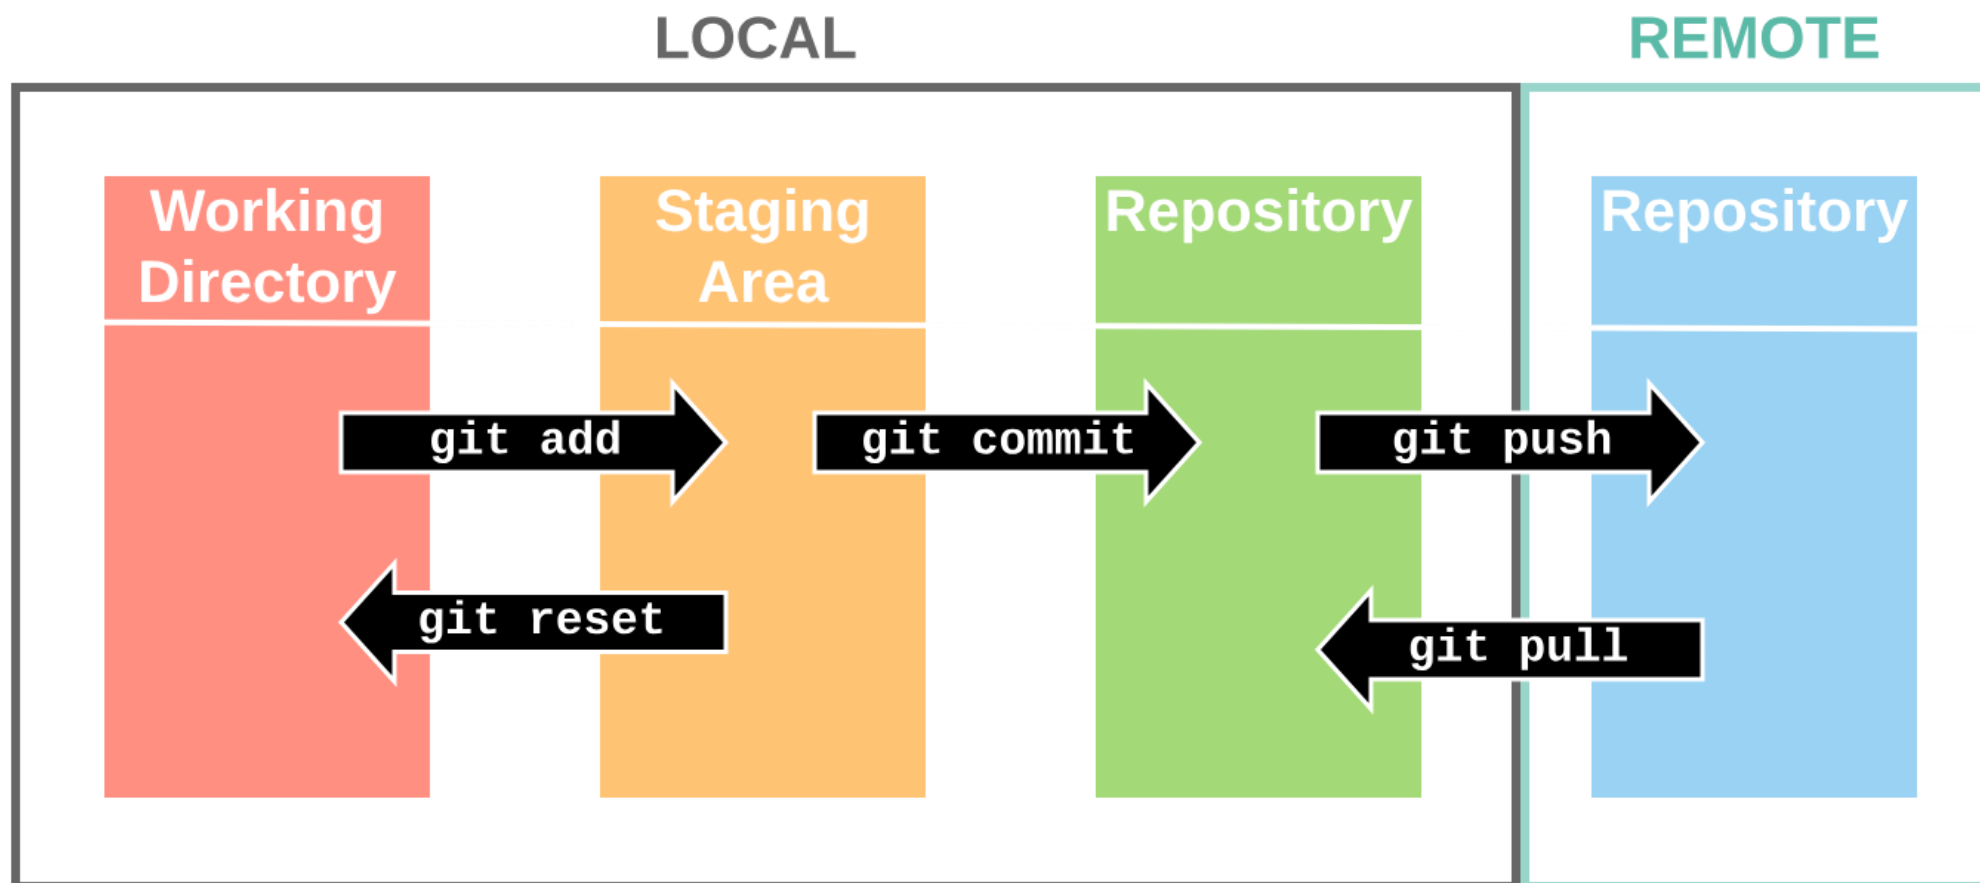 LOCAL
REMOTE
Working
Directory
Staging
Area
Repository
Repository
git add
git commit
git push
git reset
git pull